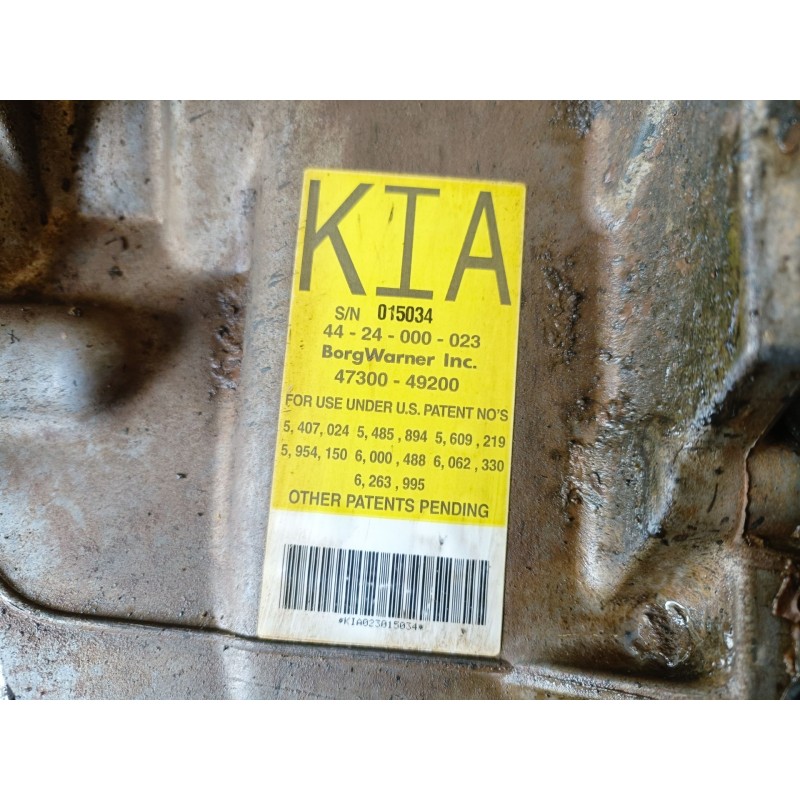 KIA
S/N 015034
44 - 24 - 000 - 023
BorgWarner Inc.
47300 - 49200
FOR USE UNDER U.S. PATENT NO'S
5, 407, 024 5, 485, 894 5, 609, 219
5, 954, 150 6, 000, 488 6, 062, 330
6, 263, 995
OTHER PATENTS PENDING
*KIA023015034*